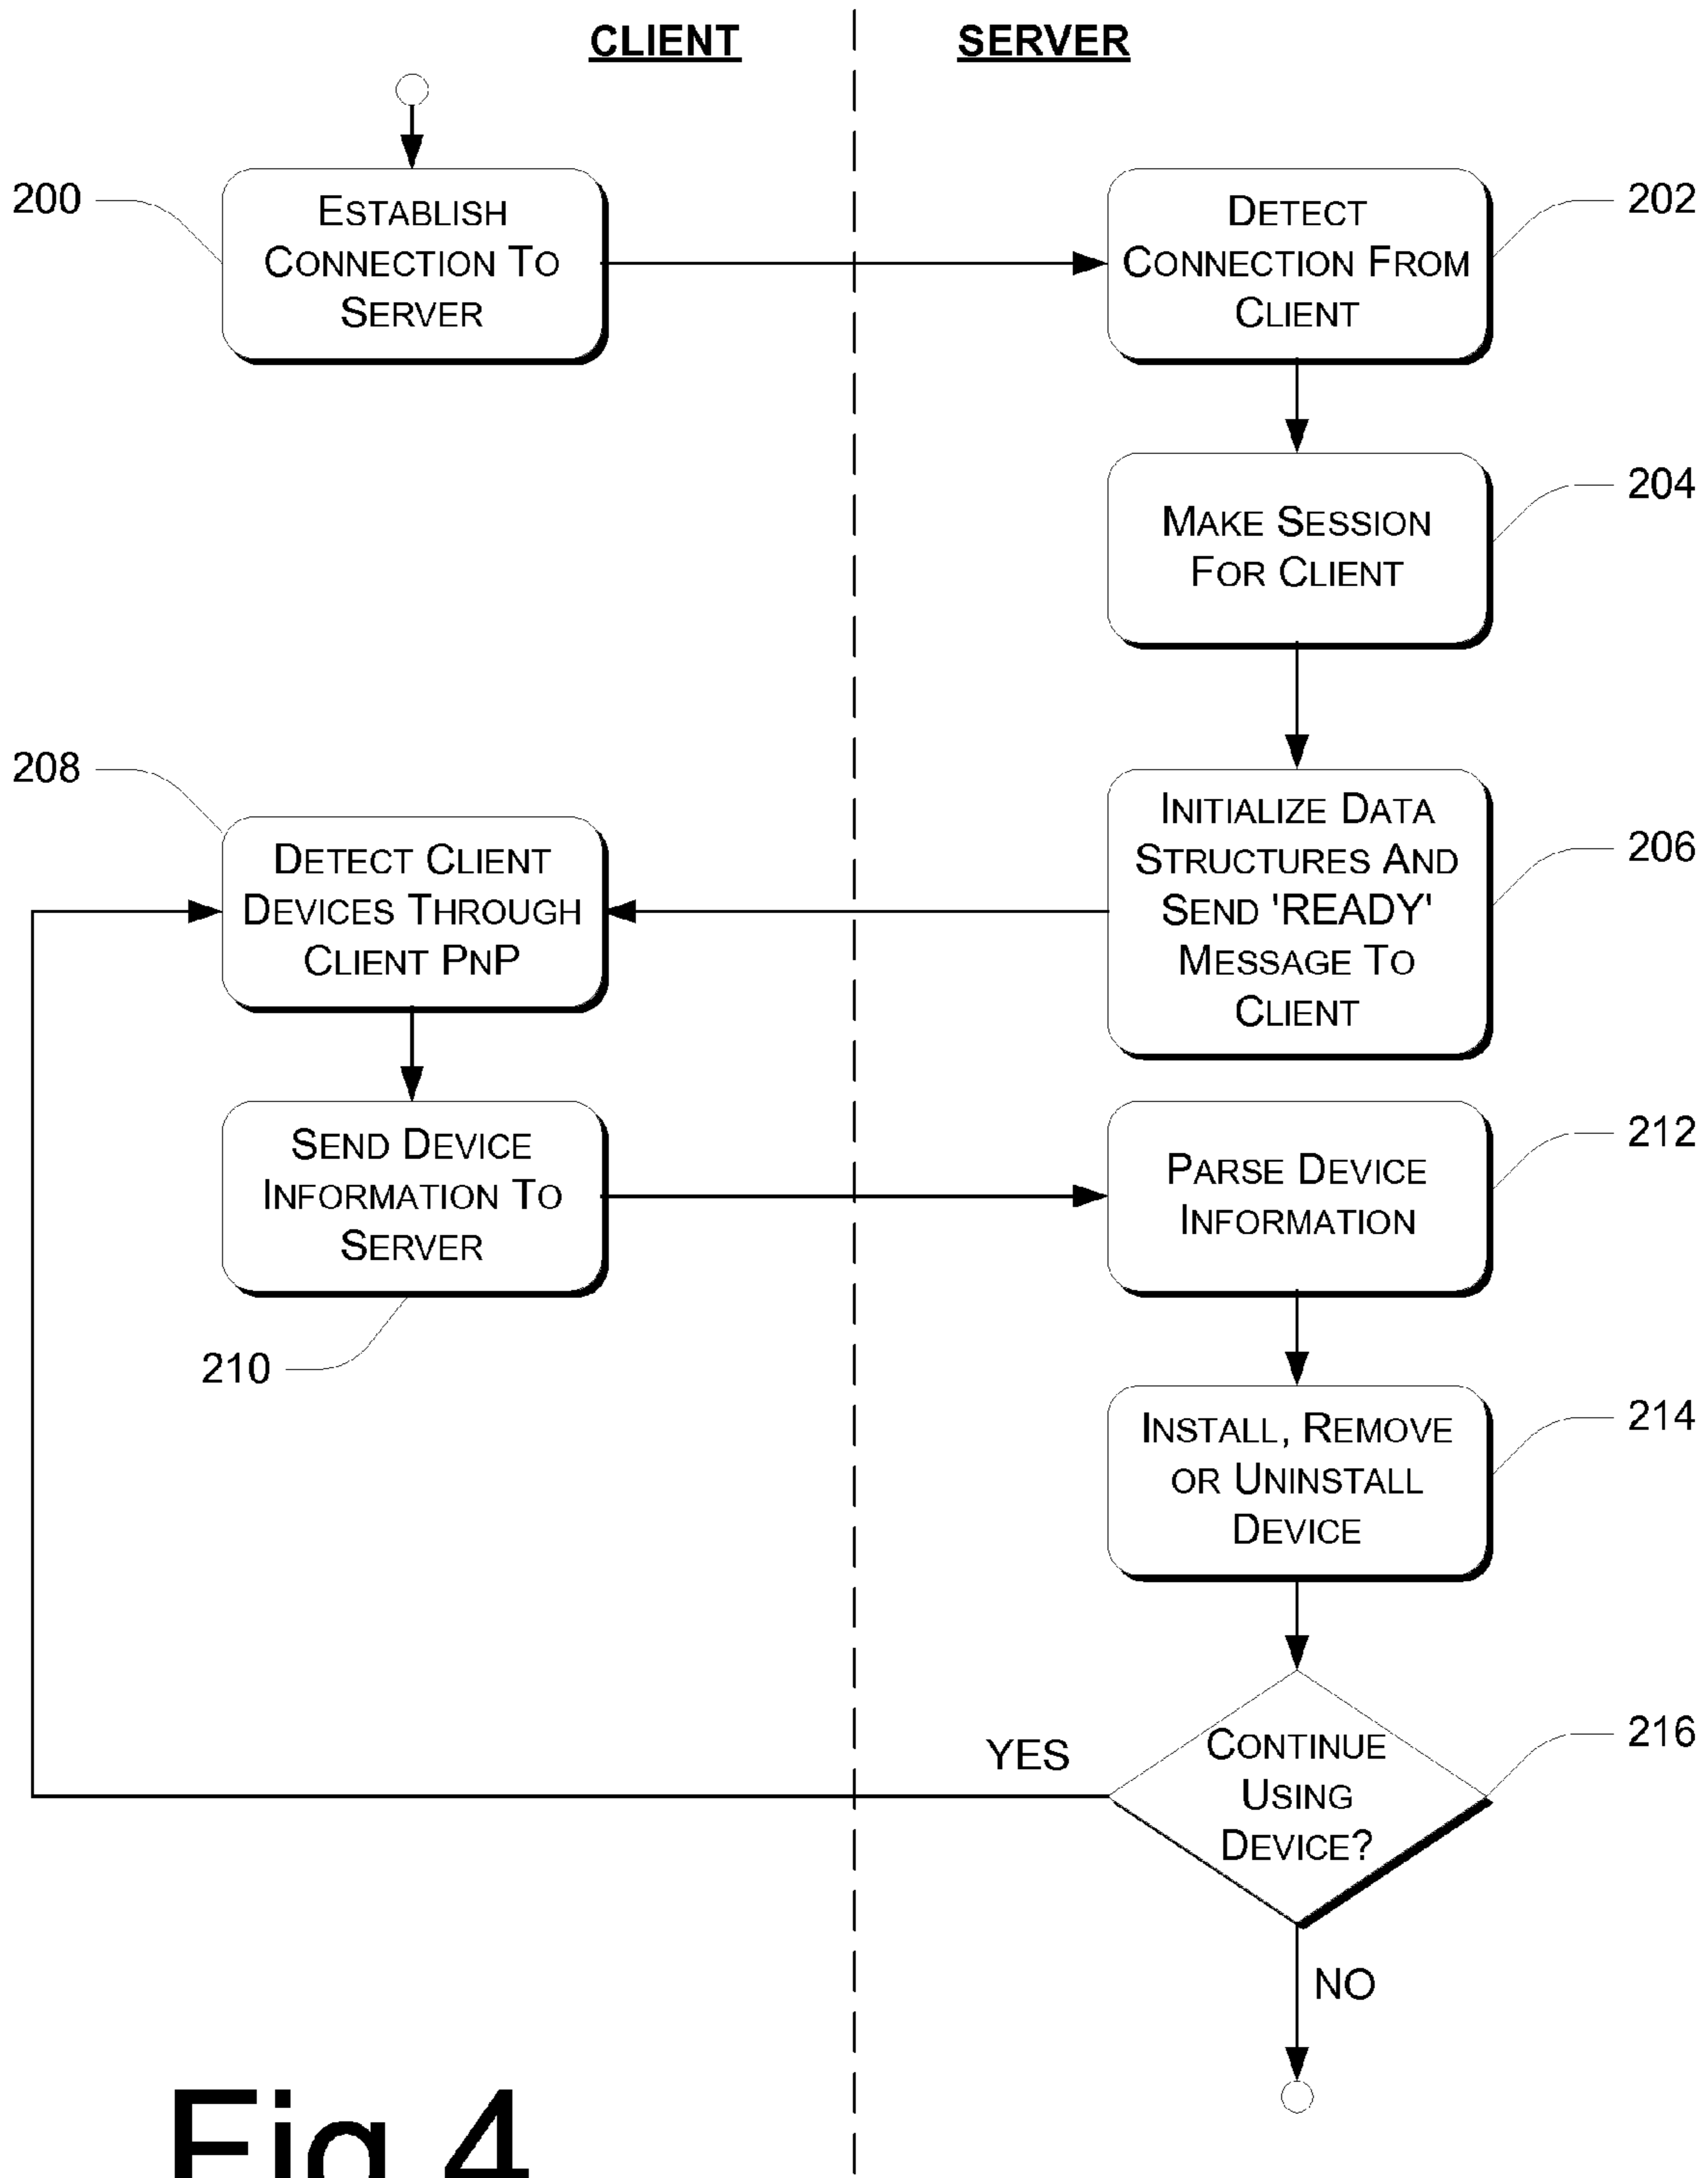 CLIENT
SERVER
200
ESTABLISH
CONNECTION TO
SERVER
DETECT
CONNECTION FROM
CLIENT
202
MAKE SESSION
FOR CLIENT
204
208
DETECT CLIENT
DEVICES THROUGH
CLIENT PNP
INITIALIZE DATA
STRUCTURES AND
SEND 'READY'
MESSAGE TO
CLIENT
206
SEND DEVICE
INFORMATION TO
SERVER
210
PARSE DEVICE
INFORMATION
212
INSTALL, REMOVE
OR UNINSTALL
DEVICE
214
YES
CONTINUE
USING
DEVICE?
216
NO
Fig 4